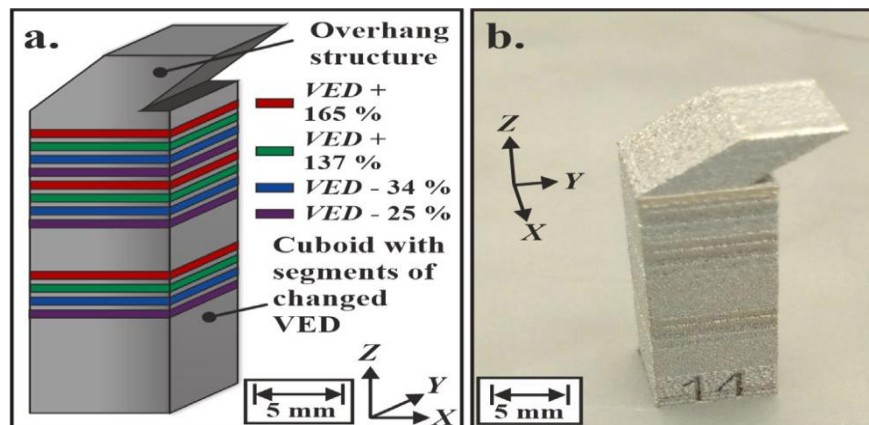 a.
Overhang
structure
VED +
165 %
VED +
137 %
VED - 34 %
VED - 25 %
Cuboid with
segments of
changed
VED
Z
Y
X
5 mm
b.
Z
Y
X
14
5 mm